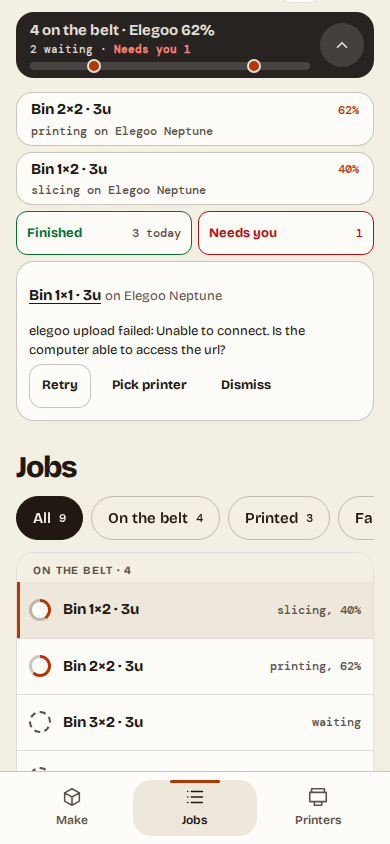 4 on the belt · Elegoo 62%
2 waiting · Needs you 1
Bin 2×2 · 3u 62%
printing on Elegoo Neptune
Bin 1×2 · 3u 40%
slicing on Elegoo Neptune
Finished 3 today Needs you 1
Bin 1×1 · 3u on Elegoo Neptune
elegoo upload failed: Unable to connect. Is the
computer able to access the url?
Retry Pick printer Dismiss
Jobs
All 9 On the belt 4 Printed 3 Fa
ON THE BELT · 4
Bin 1×2 · 3u slicing, 40%
Bin 2×2 · 3u printing, 62%
Bin 3×2 · 3u waiting
Make Jobs Printers